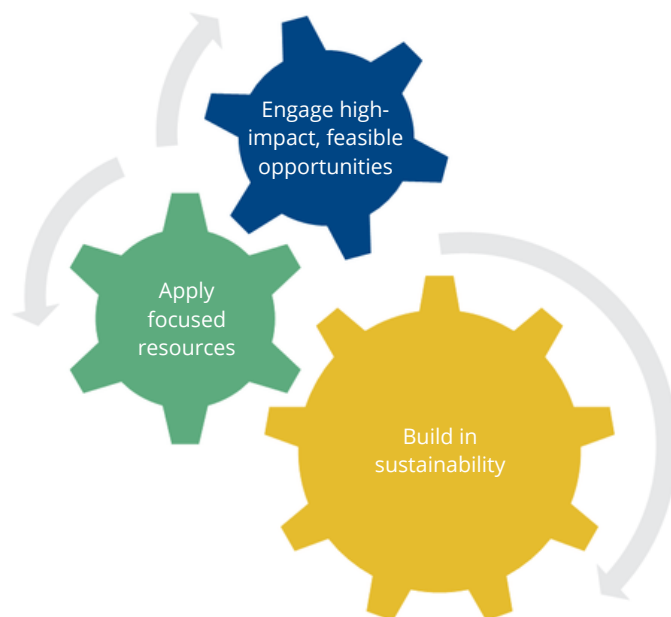 Engage high-
impact, feasible
opportunities
Apply
focused
resources
Build in
sustainability